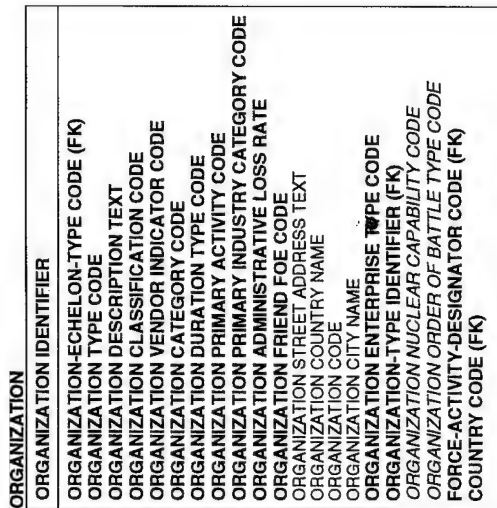 ORGANIZATION
ORGANIZATION IDENTIFIER
ORGANIZATION-ECHELON-TYPE CODE (FK)
ORGANIZATION TYPE CODE
ORGANIZATION DESCRIPTION TEXT
ORGANIZATION CLASSIFICATION CODE
ORGANIZATION VENDOR INDICATOR CODE
ORGANIZATION CATEGORY CODE
ORGANIZATION DURATION TYPE CODE
ORGANIZATION PRIMARY ACTIVITY CODE
ORGANIZATION PRIMARY INDUSTRY CATEGORY CODE
ORGANIZATION ADMINISTRATIVE LOSS RATE
ORGANIZATION FRIEND FOE CODE
ORGANIZATION STREET ADDRESS TEXT
ORGANIZATION COUNTRY NAME
ORGANIZATION CODE
ORGANIZATION CITY NAME
ORGANIZATION ENTERPRISE TYPE CODE
ORGANIZATION-TYPE IDENTIFIER (FK)
ORGANIZATION NUCLEAR CAPABILITY CODE
ORGANIZATION ORDER OF BATTLE TYPE CODE
FORCE-ACTIVITY-DESIGNATOR CODE (FK)
COUNTRY CODE (FK)